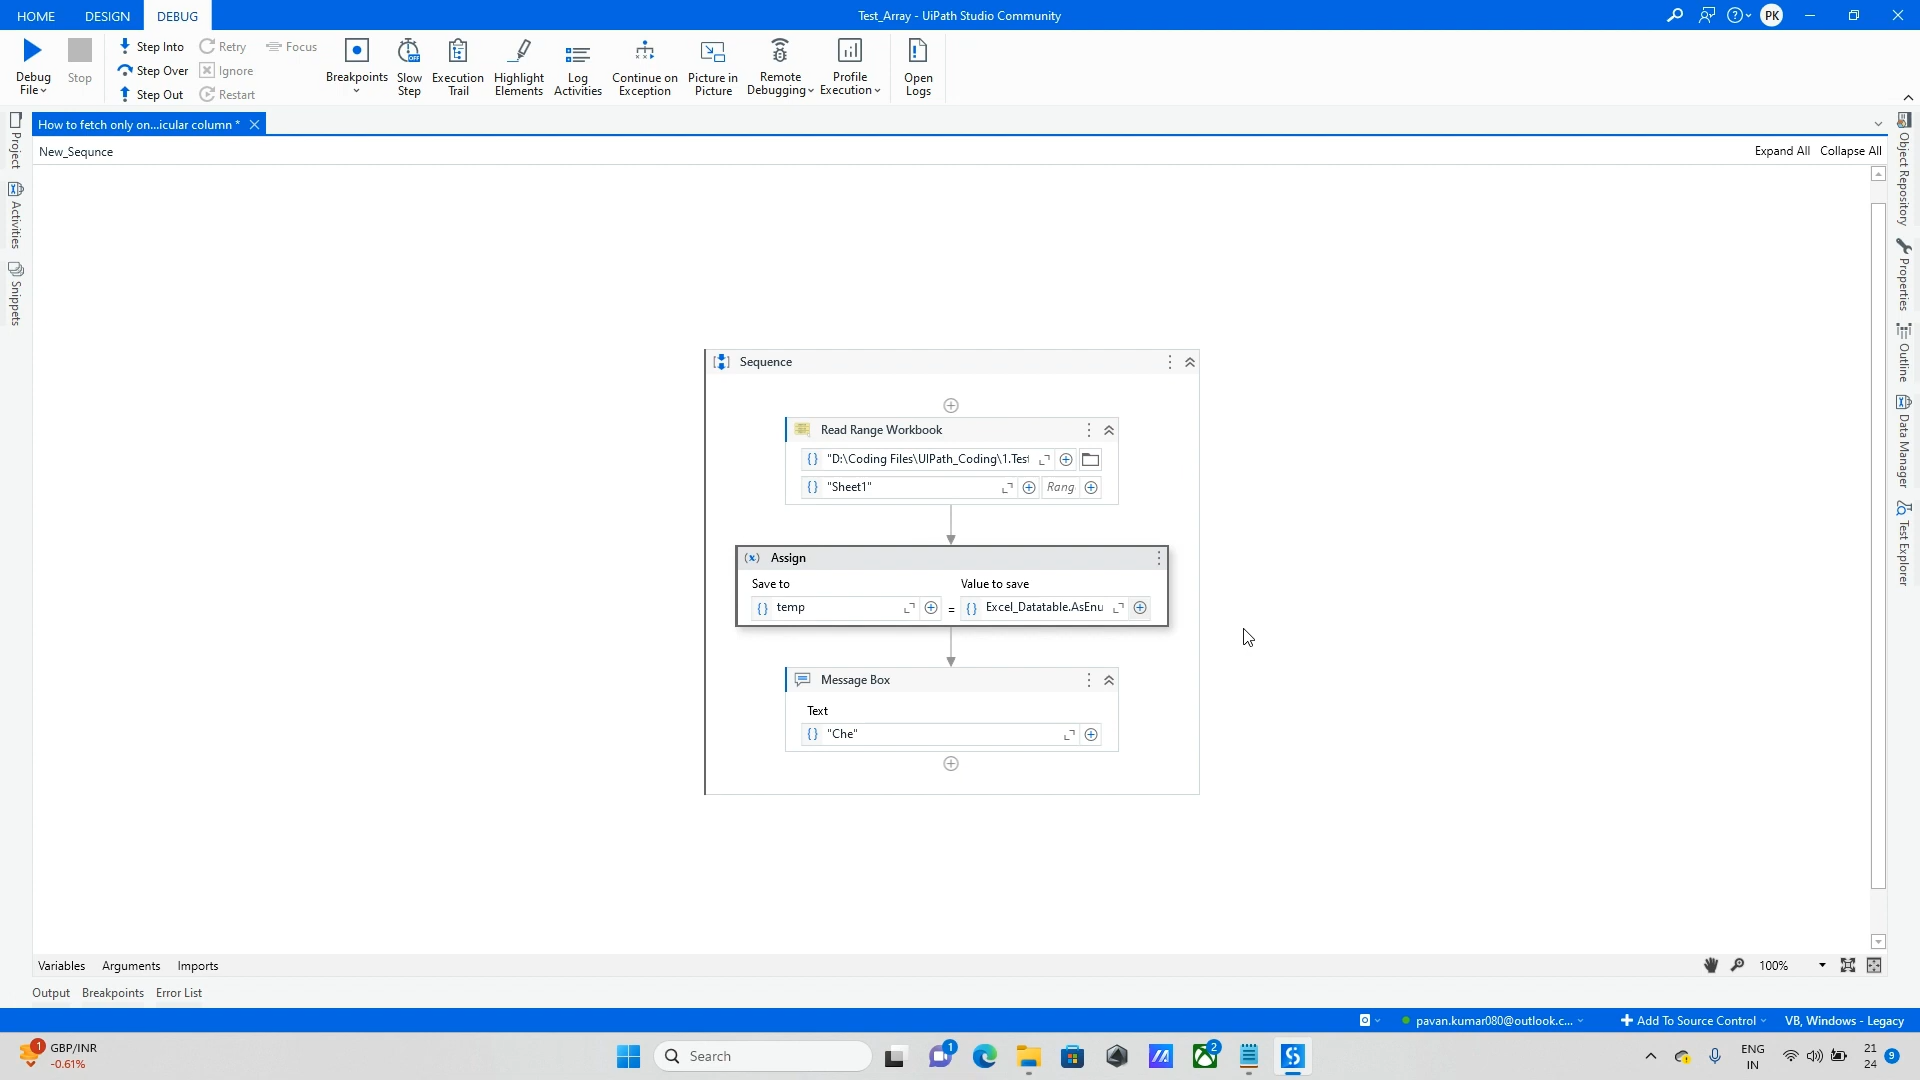 HOME DESIGN DEBUG
Test_Array - UiPath Studio Community
PK
Debug File
Stop
Step Into
Step Over
Step Out
Retry
Ignore
Restart
Focus
Breakpoints
Slow Step
Execution Trail
Highlight Elements
Log Activities
Continue on Exception
Picture in Picture
Remote Debugging
Profile Execution
Open Logs
How to fetch only on...icular column *
New_Sequnce
Expand All Collapse All
Project
Activities
Snippets
Object Repository
Properties
Outline
Data Manager
Test Explorer
Sequence
Read Range Workbook
"D:\Coding Files\UIPath_Coding\1.Test
"Sheet1"
Rang
Assign
Save to
Value to save
temp
=
Excel_Datatable.AsEnu
Message Box
Text
"Che"
Variables Arguments Imports
100%
Output Breakpoints Error List
pavan.kumar080@outlook.c...
Add To Source Control
VB, Windows - Legacy
1
GBP/INR
-0.61%
Search
1
2
ENG
IN
21
24
9